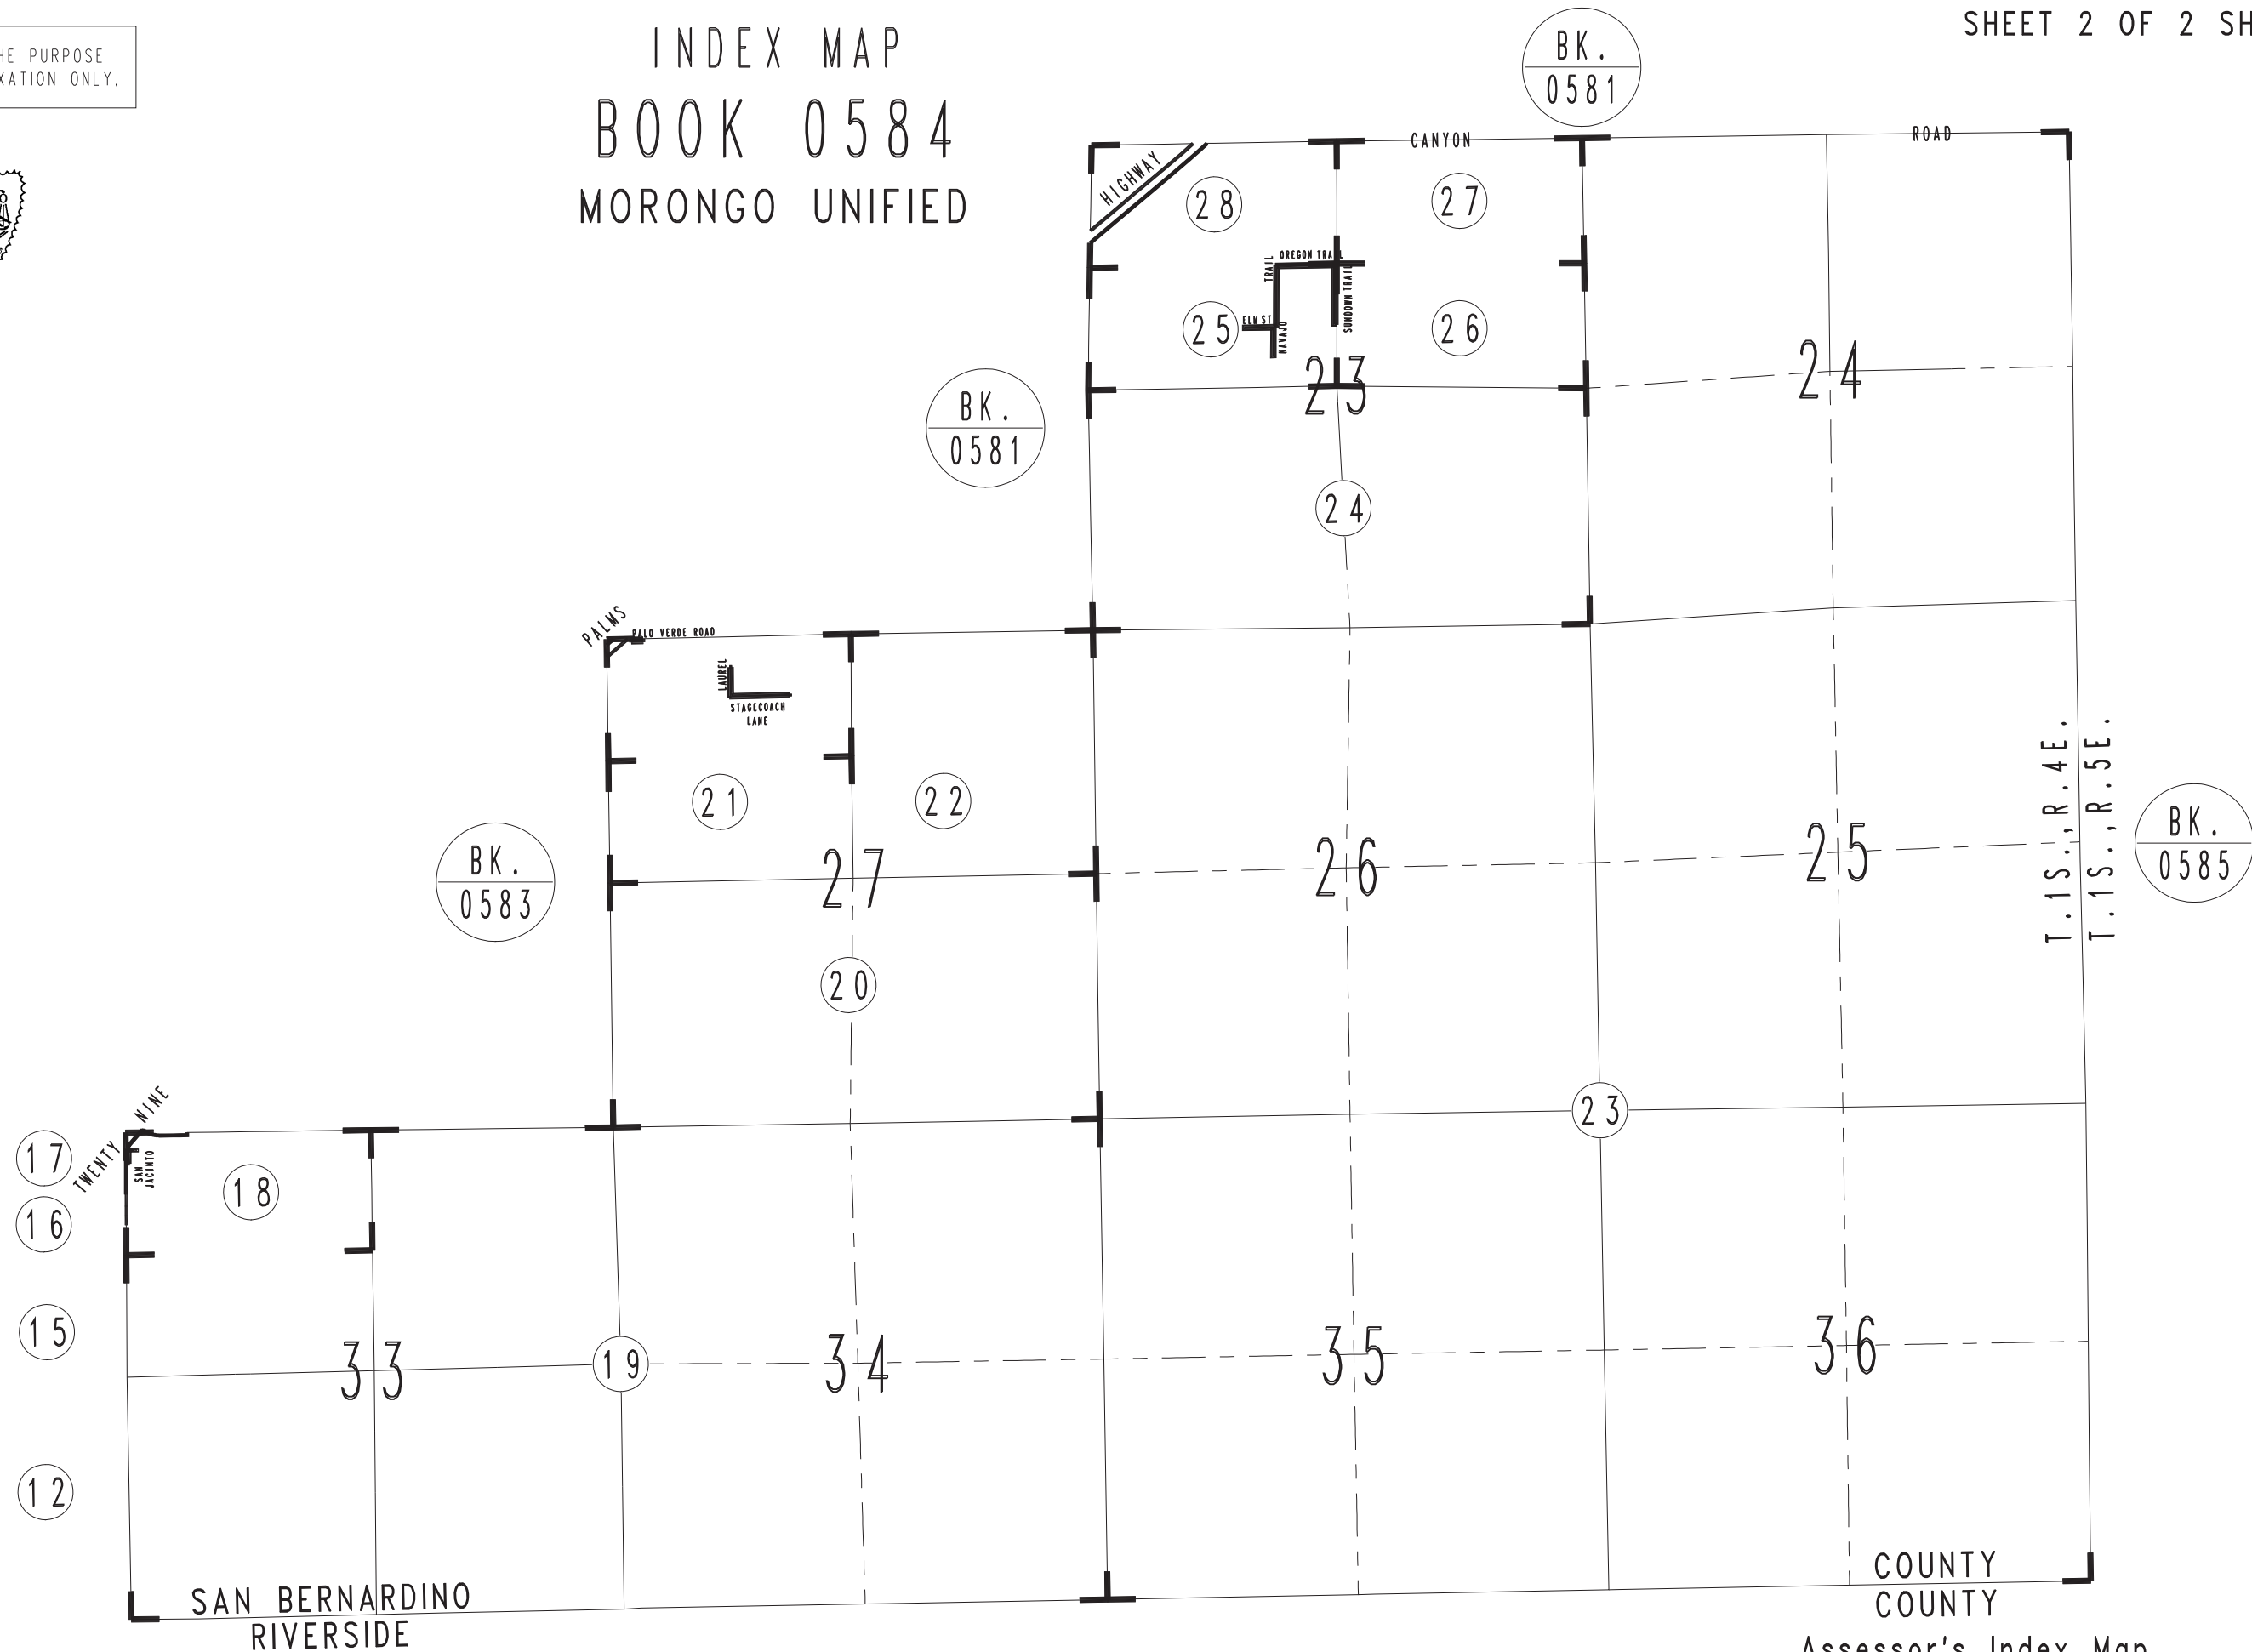 SHEET 2 OF 2
PURPOSE
ONLY.
INDEX MAP
BOOK 0584
MORONGO UNIFIED
BK.
0581
CANYON
ROAD
HIGHWAY
28
27
OREGON TRAIL
TRAIL
SUNDOWN TRAIL
25
ELM ST
NAVAJO
26
23
24
BK.
0581
24
PALMS
PALO VERDE ROAD
LAUREL
STAGECOACH
LANE
21
22
T.1S.,R.4E.
T.1S.,R.5E.
BK.
0585
BK.
0583
27
26
25
20
NINE
TWENTY
SAN
JACINTO
23
17
18
16
15
33
19
34
35
36
12
SAN BERNARDINO
COUNTY
RIVERSIDE
COUNTY
Assessor's Index Map